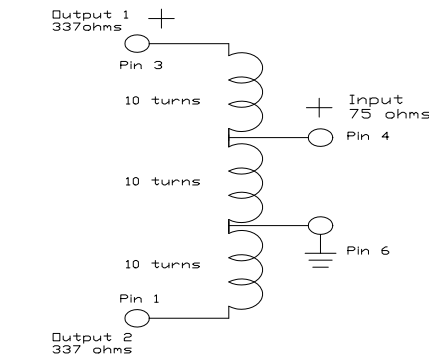 Output 1
337ohms
Pin 3
10 turns
Input
75 ohms
Pin 4
10 turns
Pin 6
10 turns
Pin 1
Output 2
337 ohms